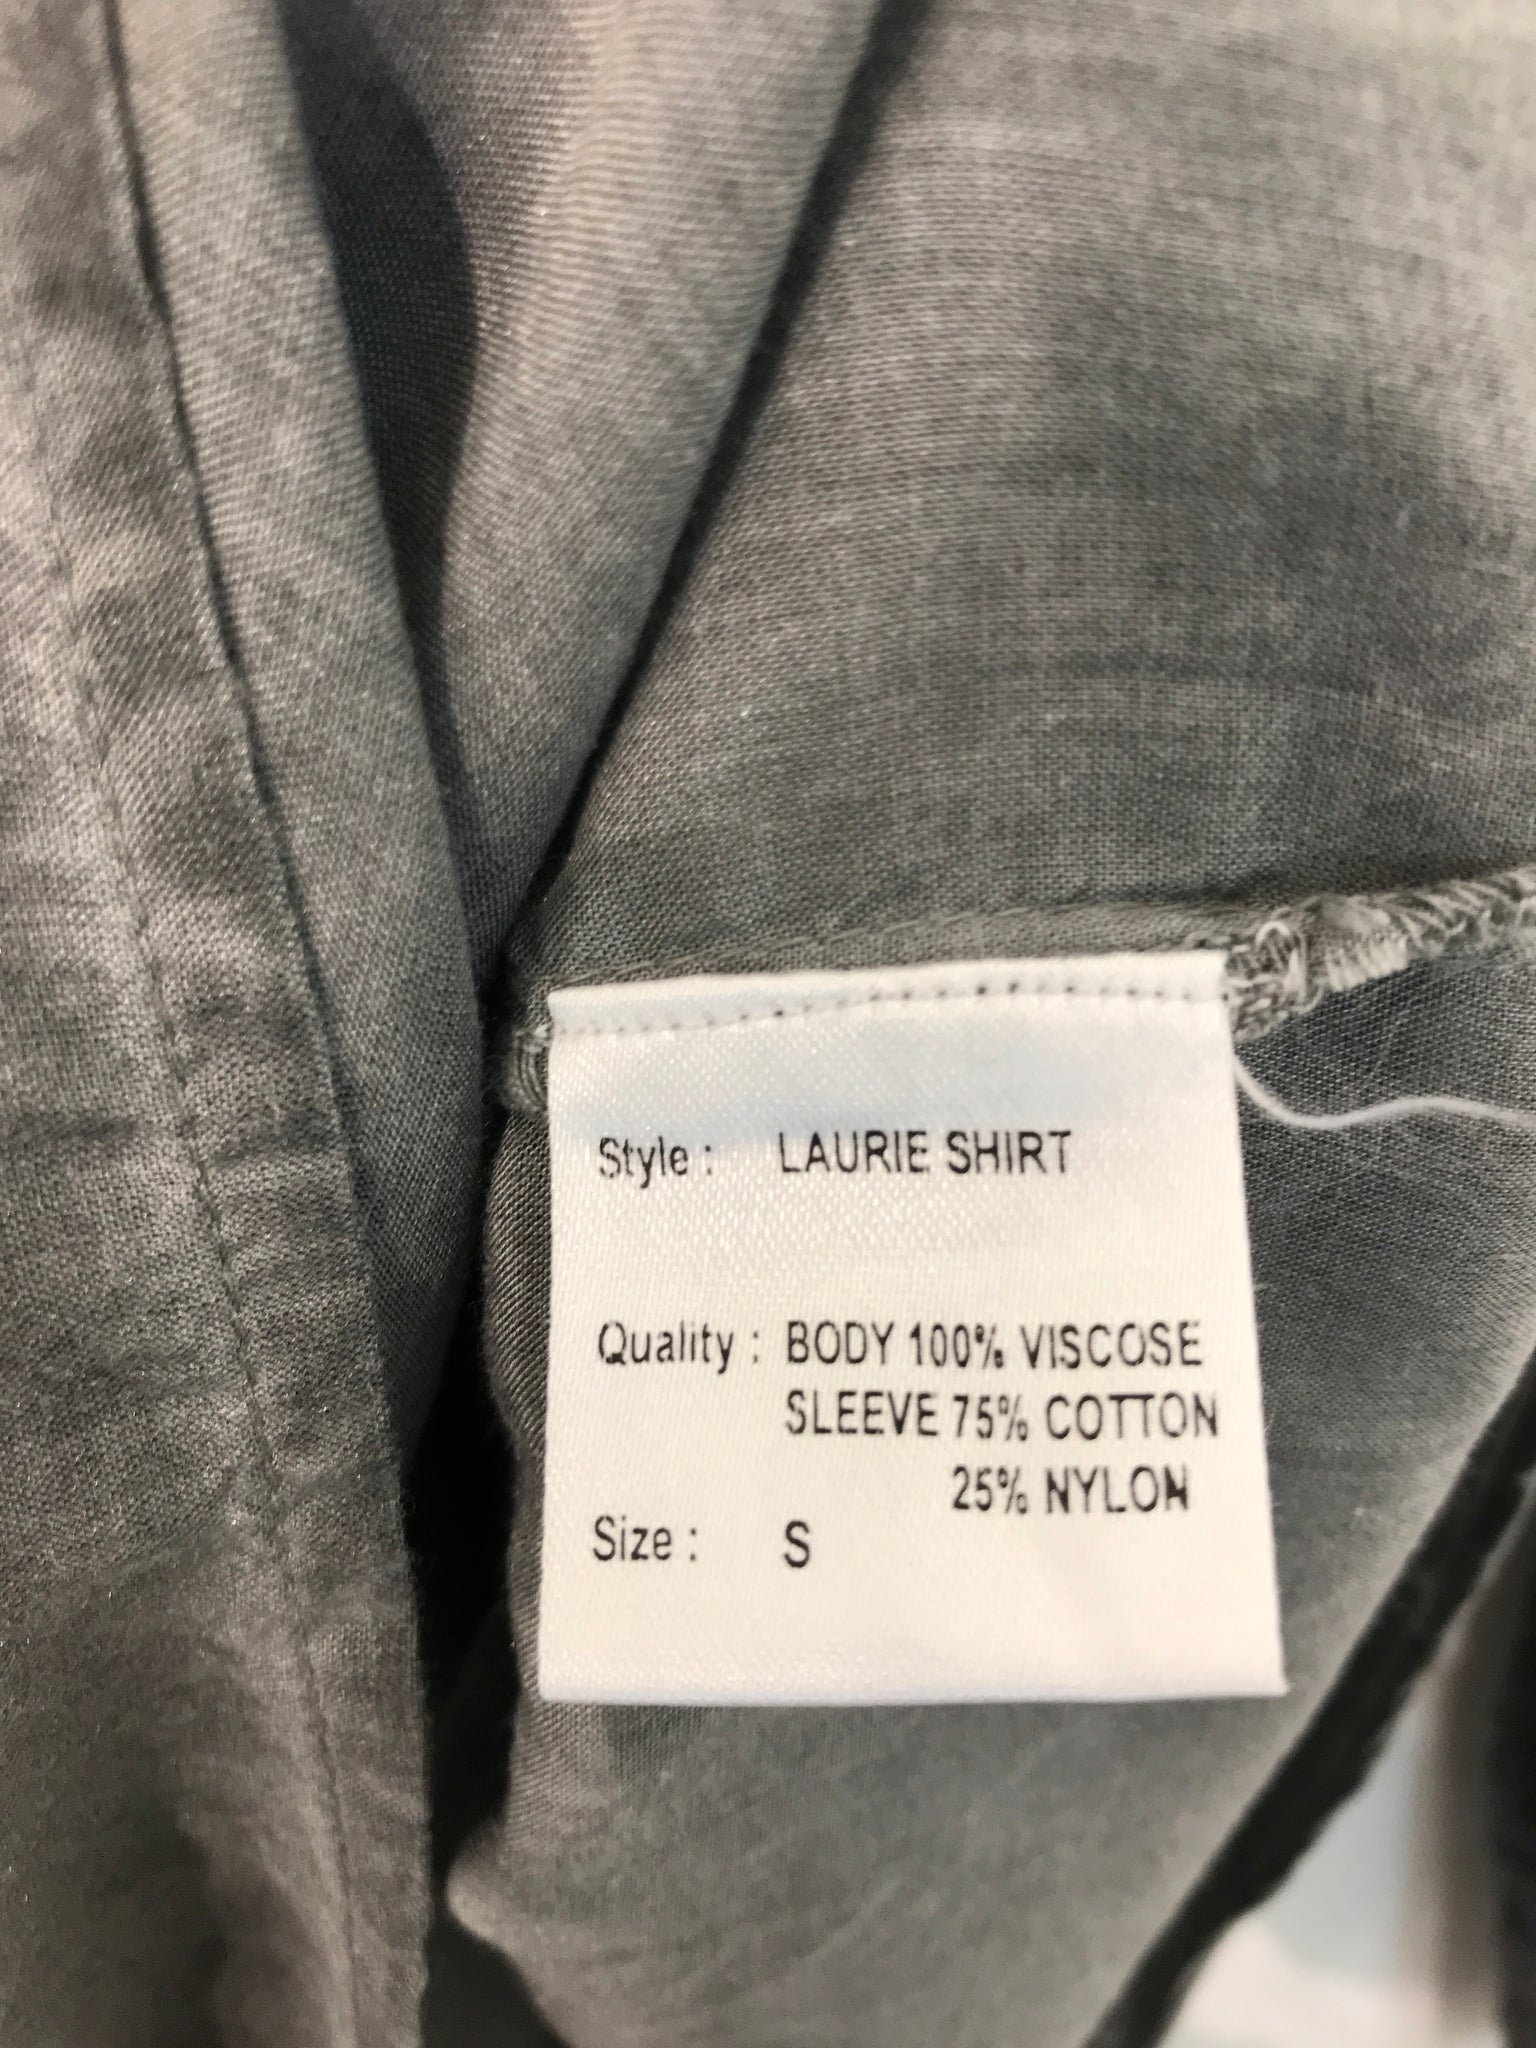 Style : LAURIE SHIRT
Quality : BODY 100% VISCOSE
SLEEVE 75% COTTON
25% NYLON
Size : S